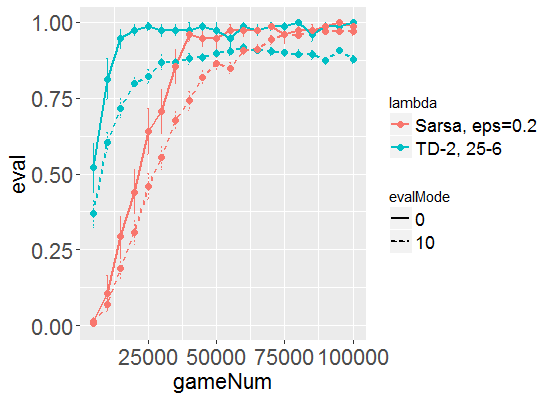 1.00
0.75
0.50
0.25
0.00
eval
25000 50000 75000 100000
gameNum
lambda
Sarsa, eps=0.2
TD-2, 25-6
evalMode
0
10